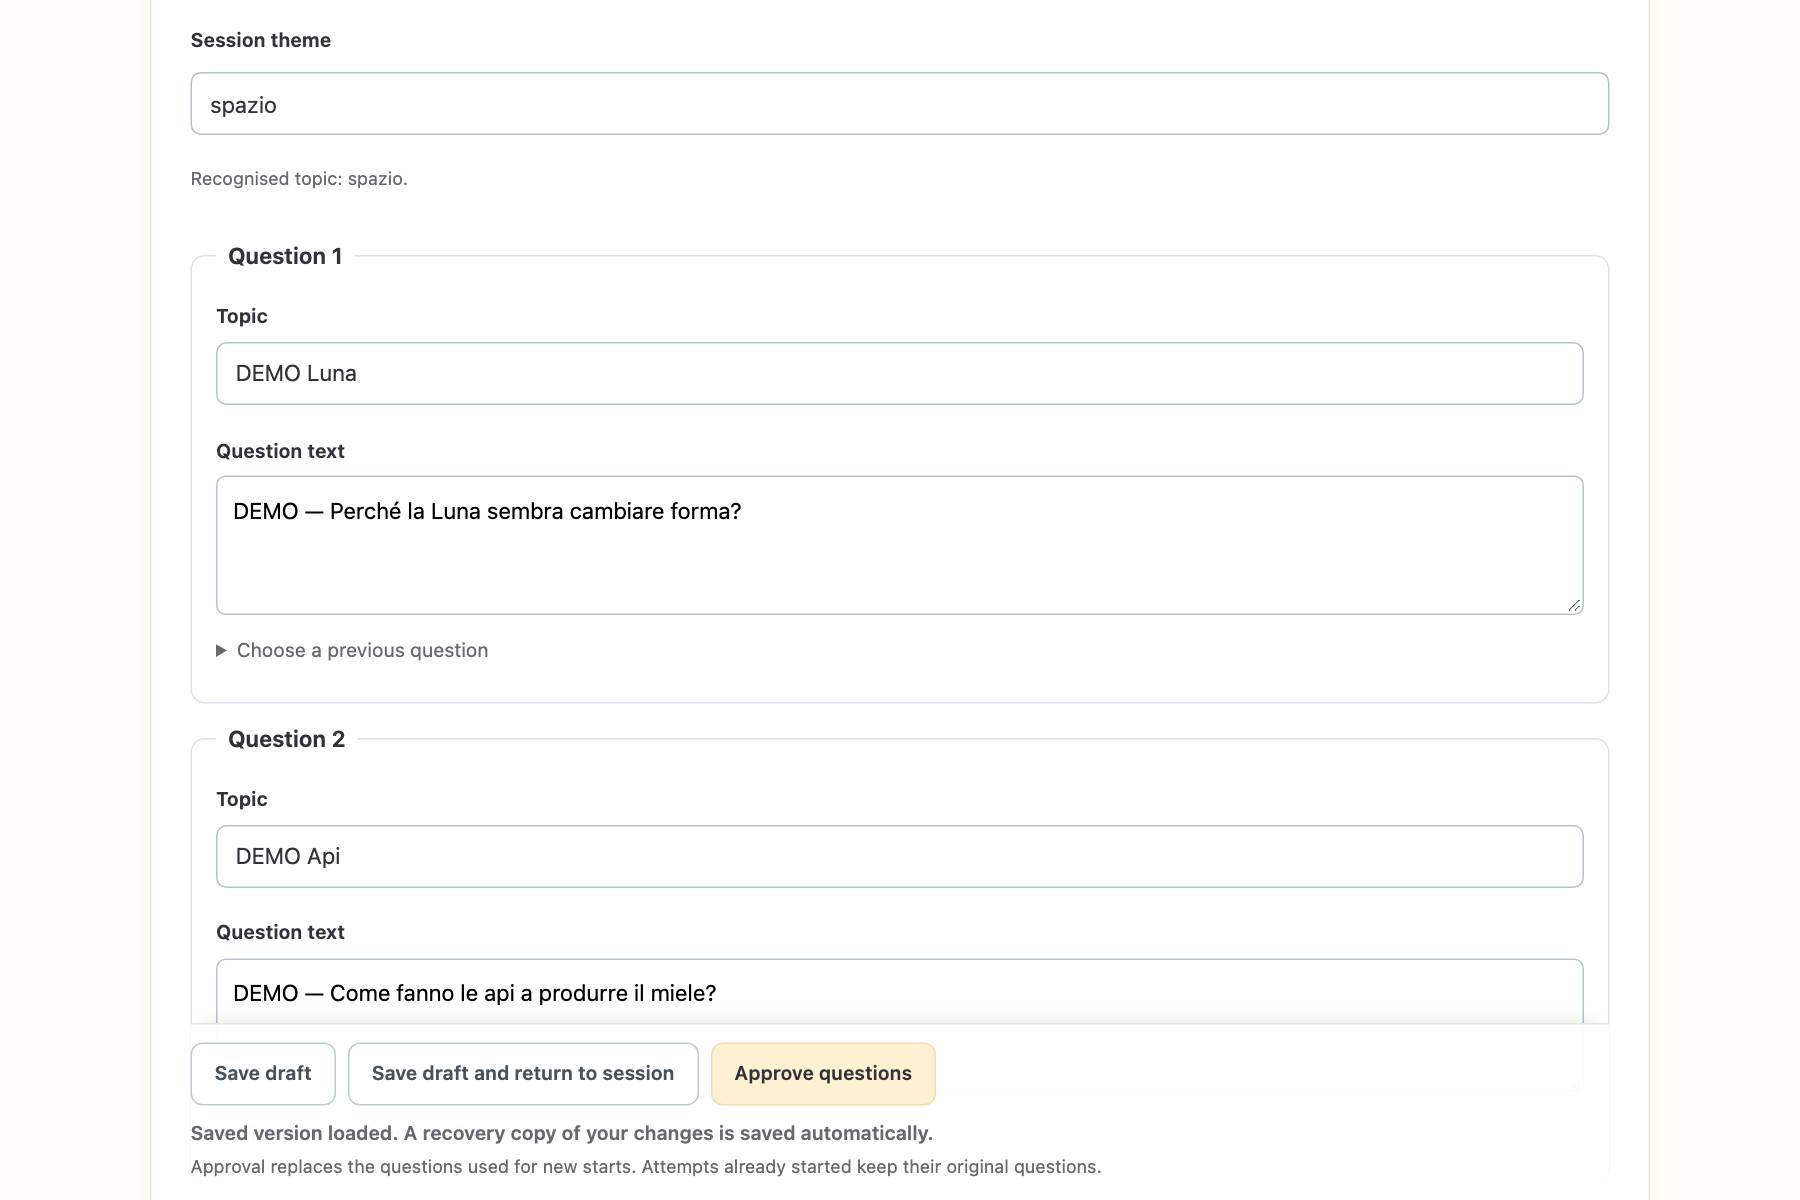 Session theme
spazio
Recognised topic: spazio.
Question 1
Topic
DEMO Luna
Question text
DEMO — Perché la Luna sembra cambiare forma?
Choose a previous question
Question 2
Topic
DEMO Api
Question text
DEMO — Come fanno le api a produrre il miele?
Save draft
Save draft and return to session
Approve questions
Saved version loaded. A recovery copy of your changes is saved automatically.
Approval replaces the questions used for new starts. Attempts already started keep their original questions.